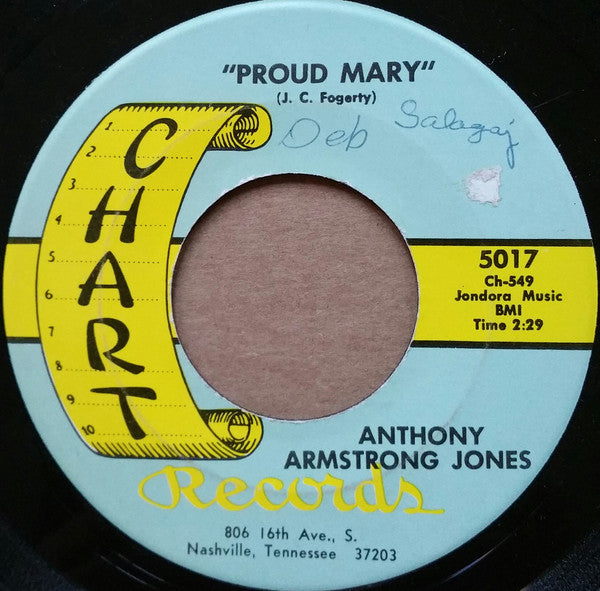 "PROUD MARY"
(J. C. Fogerty)
Deb Salagaj
1
2
3
4
5
6
7
8
9
10
CHART
Records
5017
Ch-549
Jondora Music
BMI
Time 2:29
ANTHONY
ARMSTRONG JONES
806 16th Ave., S.
Nashville, Tennessee 37203